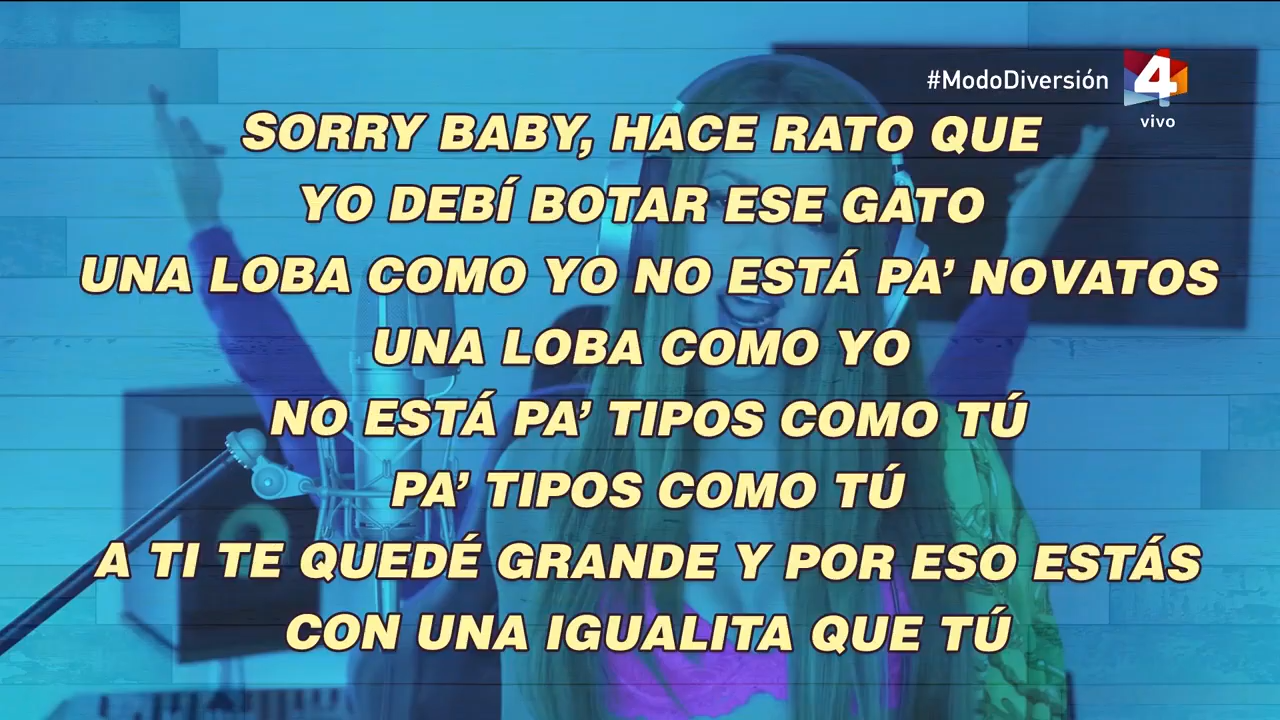 #ModoDiversión
4
vivo
SORRY BABY, HACE RATO QUE
YO DEBÍ BOTAR ESE GATO
UNA LOBA COMO YO NO ESTÁ PA’ NOVATOS
UNA LOBA COMO YO
NO ESTÁ PA’ TIPOS COMO TÚ
PA’ TIPOS COMO TÚ
A TI TE QUEDÉ GRANDE Y POR ESO ESTÁS
CON UNA IGUALITA QUE TÚ